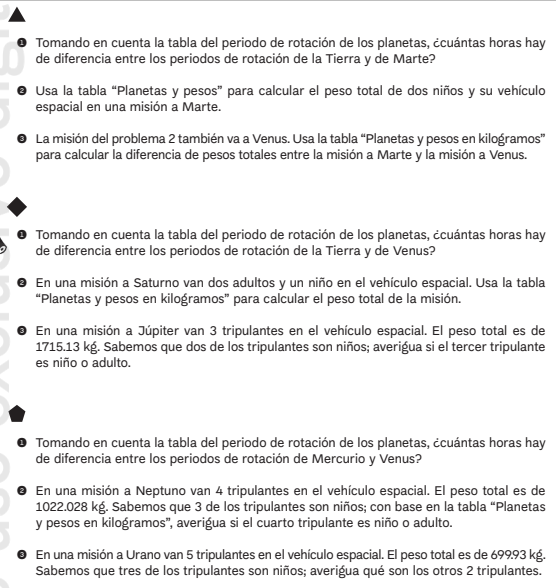 ❶ Tomando en cuenta la tabla del periodo de rotación de los planetas, ¿cuántas horas hay
de diferencia entre los periodos de rotación de la Tierra y de Marte?
❷ Usa la tabla “Planetas y pesos” para calcular el peso total de dos niños y su vehículo
espacial en una misión a Marte.
❸ La misión del problema 2 también va a Venus. Usa la tabla “Planetas y pesos en kilogramos”
para calcular la diferencia de pesos totales entre la misión a Marte y la misión a Venus.
❶ Tomando en cuenta la tabla del periodo de rotación de los planetas, ¿cuántas horas hay
de diferencia entre los periodos de rotación de la Tierra y de Venus?
❷ En una misión a Saturno van dos adultos y un niño en el vehículo espacial. Usa la tabla
“Planetas y pesos en kilogramos” para calcular el peso total de la misión.
❸ En una misión a Júpiter van 3 tripulantes en el vehículo espacial. El peso total es de
1715.13 kg. Sabemos que dos de los tripulantes son niños; averigua si el tercer tripulante
es niño o adulto.
❶ Tomando en cuenta la tabla del periodo de rotación de los planetas, ¿cuántas horas hay
de diferencia entre los periodos de rotación de Mercurio y Venus?
❷ En una misión a Neptuno van 4 tripulantes en el vehículo espacial. El peso total es de
1022.028 kg. Sabemos que 3 de los tripulantes son niños; con base en la tabla “Planetas
y pesos en kilogramos”, averigua si el cuarto tripulante es niño o adulto.
❸ En una misión a Urano van 5 tripulantes en el vehículo espacial. El peso total es de 699.93 kg.
Sabemos que tres de los tripulantes son niños; averigua qué son los otros 2 tripulantes.